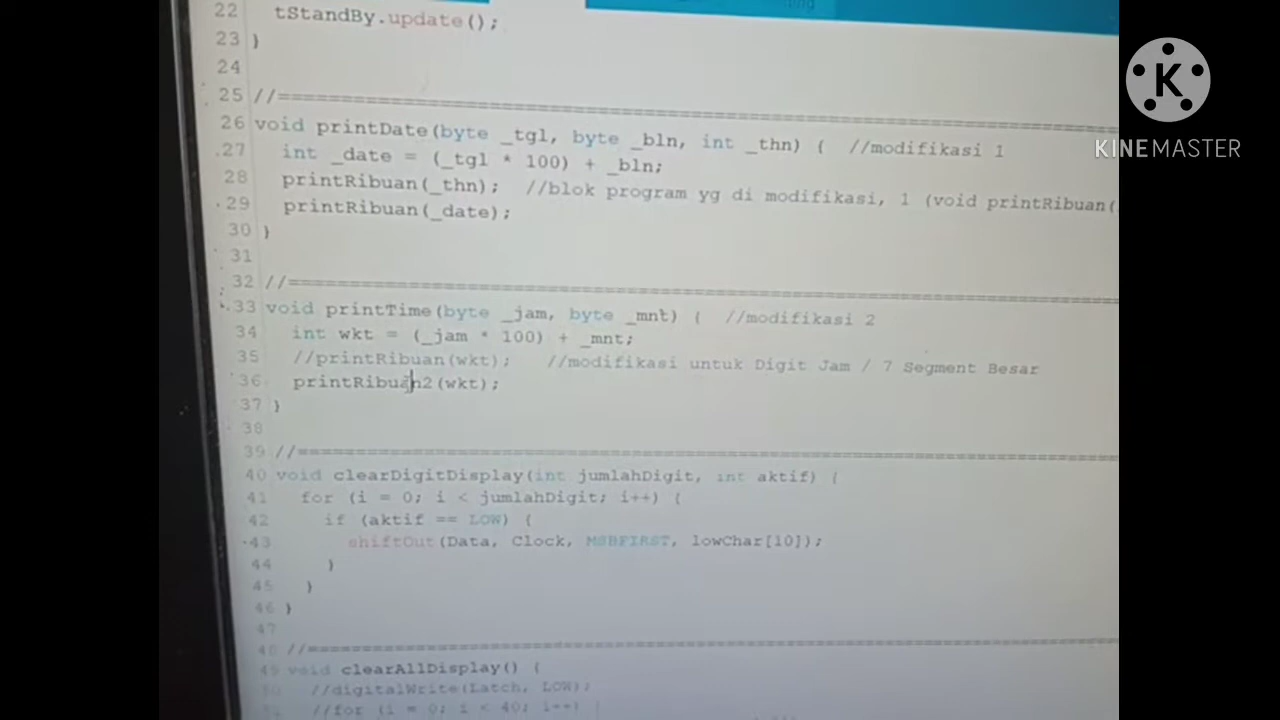 22 tStandBy.update();
23 }
24
25 //==============================================================
26 void printDate(byte _tgl, byte _bln, int _thn) { //modifikasi 1
27 int _date = (_tgl * 100) + _bln;
28 printRibuan(_thn); //blok program yg di modifikasi, 1 (void printRibuan(
29 printRibuan(_date);
30 }
31
32 //==============================================================
33 void printTime(byte _jam, byte _mnt) { //modifikasi 2
34 int wkt = (_jam * 100) + _mnt;
35 //printRibuan(wkt); //modifikasi untuk Digit Jam / 7 Segment Besar
36 printRibuan2(wkt);
37 }
38
39 //==============================================================
40 void clearDigitDisplay(int jumlahDigit, int aktif) {
41 for (i = 0; i < jumlahDigit; i++) {
42 if (aktif == LOW) {
43 shiftOut(Data, Clock, MSBFIRST, lowChar[10]);
44 }
45 }
46 }
47
48 //==============================================================
49 void clearAllDisplay() {
50 //digitalWrite(Latch, LOW);
51 //for (i = 0; i < 40; i++)
K
KINEMASTER